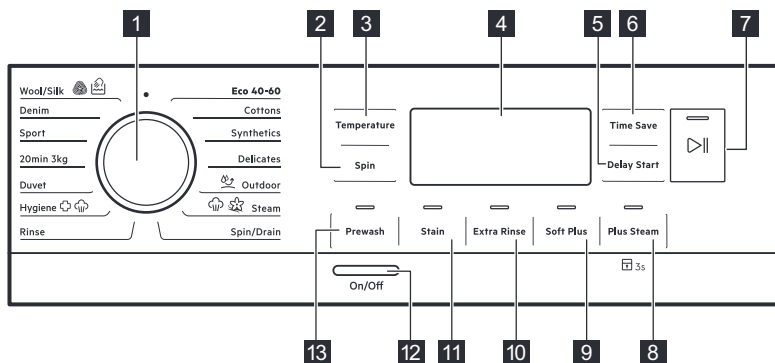 1
2
3
4
5
6
7
Wool/Silk
Denim
Sport
20min 3kg
Duvet
Hygiene
Rinse
Eco 40-60
Cottons
Synthetics
Delicates
Outdoor
Steam
Spin/Drain
Temperature
Spin
Time Save
Delay Start
Prewash
Stain
Extra Rinse
Soft Plus
Plus Steam
3s
On/Off
13
12
11
10
9
8